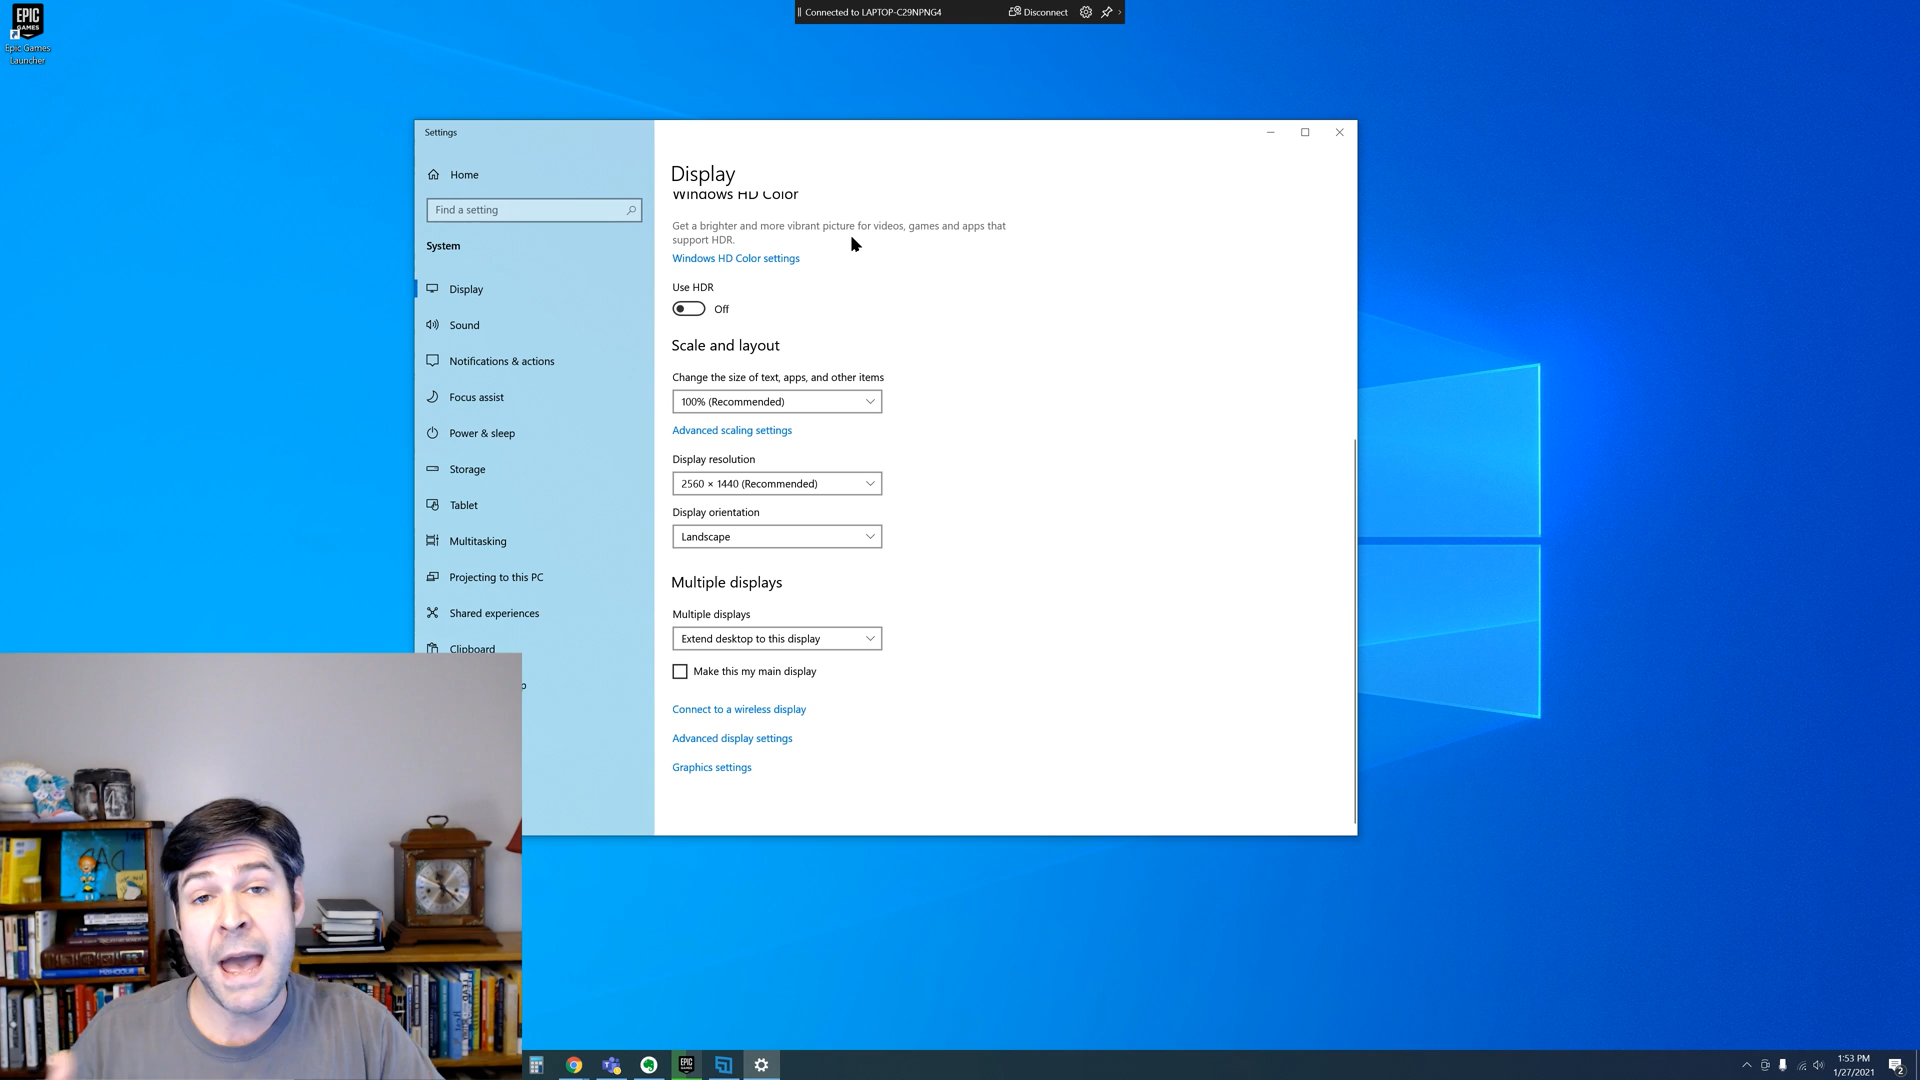 EPIC
GAMES
Epic Games
Launcher
Connected to LAPTOP-C29NPNG4
Disconnect
Settings
Home
Find a setting
System
Display
Sound
Notifications & actions
Focus assist
Power & sleep
Storage
Tablet
Multitasking
Projecting to this PC
Shared experiences
Clipboard
Display
Windows HD Color
Get a brighter and more vibrant picture for videos, games and apps that
support HDR.
Windows HD Color settings
Use HDR
Off
Scale and layout
Change the size of text, apps, and other items
100% (Recommended)
Advanced scaling settings
Display resolution
2560 × 1440 (Recommended)
Display orientation
Landscape
Multiple displays
Multiple displays
Extend desktop to this display
Make this my main display
Connect to a wireless display
Advanced display settings
Graphics settings
DAD
EPIC
1:53 PM
1/27/2021
2